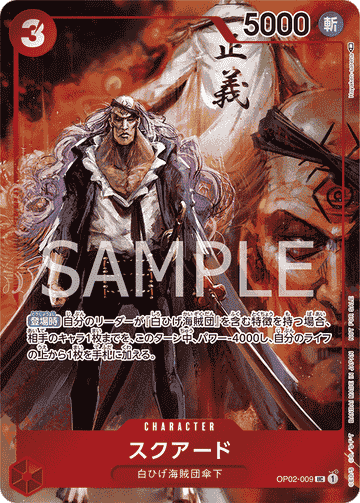 3
5000
斬
正義
SAMPLE
登場時 自分のリーダーが『白ひげ海賊団』を含む特徴を持つ場合、
相手のキャラ1枚までを、このターン中、パワー-4000し、自分のライフ
の上から1枚を手札に加える。
CHARACTER
スクアード
白ひげ海賊団傘下
OP02-009 UC 1